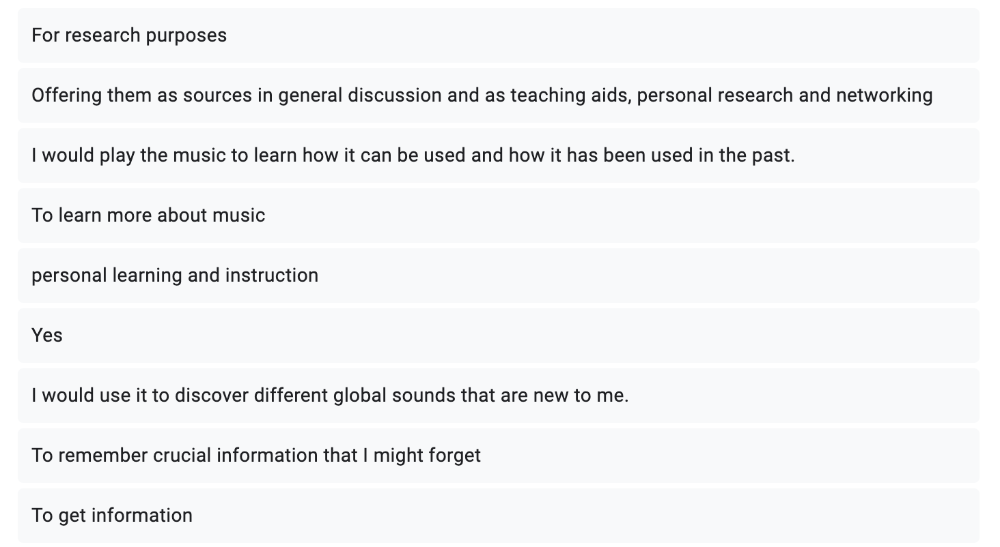 For research purposes
Offering them as sources in general discussion and as teaching aids, personal research and networking
I would play the music to learn how it can be used and how it has been used in the past.
To learn more about music
personal learning and instruction
Yes
I would use it to discover different global sounds that are new to me.
To remember crucial information that I might forget
To get information